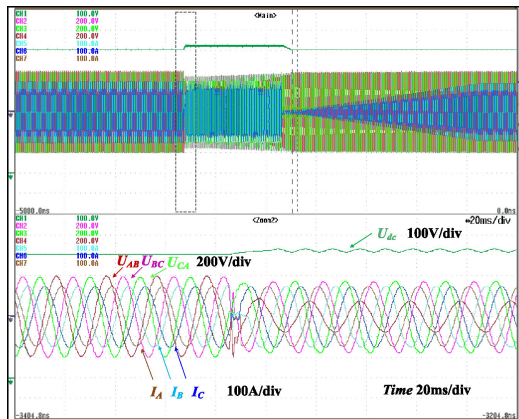 CH1 100.0V <Main>
CH2 200.0V
CH3 200.0V
CH4 200.0V
CH5 100.0A
CH6 100.0A
CH7 100.0A
-5000.0ms 0.0ms
CH1 100.0V <Zoom2> 20ms/div
CH2 200.0V
CH3 200.0V
CH4 200.0V
CH5 100.0A
CH6 100.0A
CH7 100.0A
Udc 100V/div
UAB UBC UCA 200V/div
IA IB IC 100A/div Time 20ms/div
-3404.0ms -3204.0ms